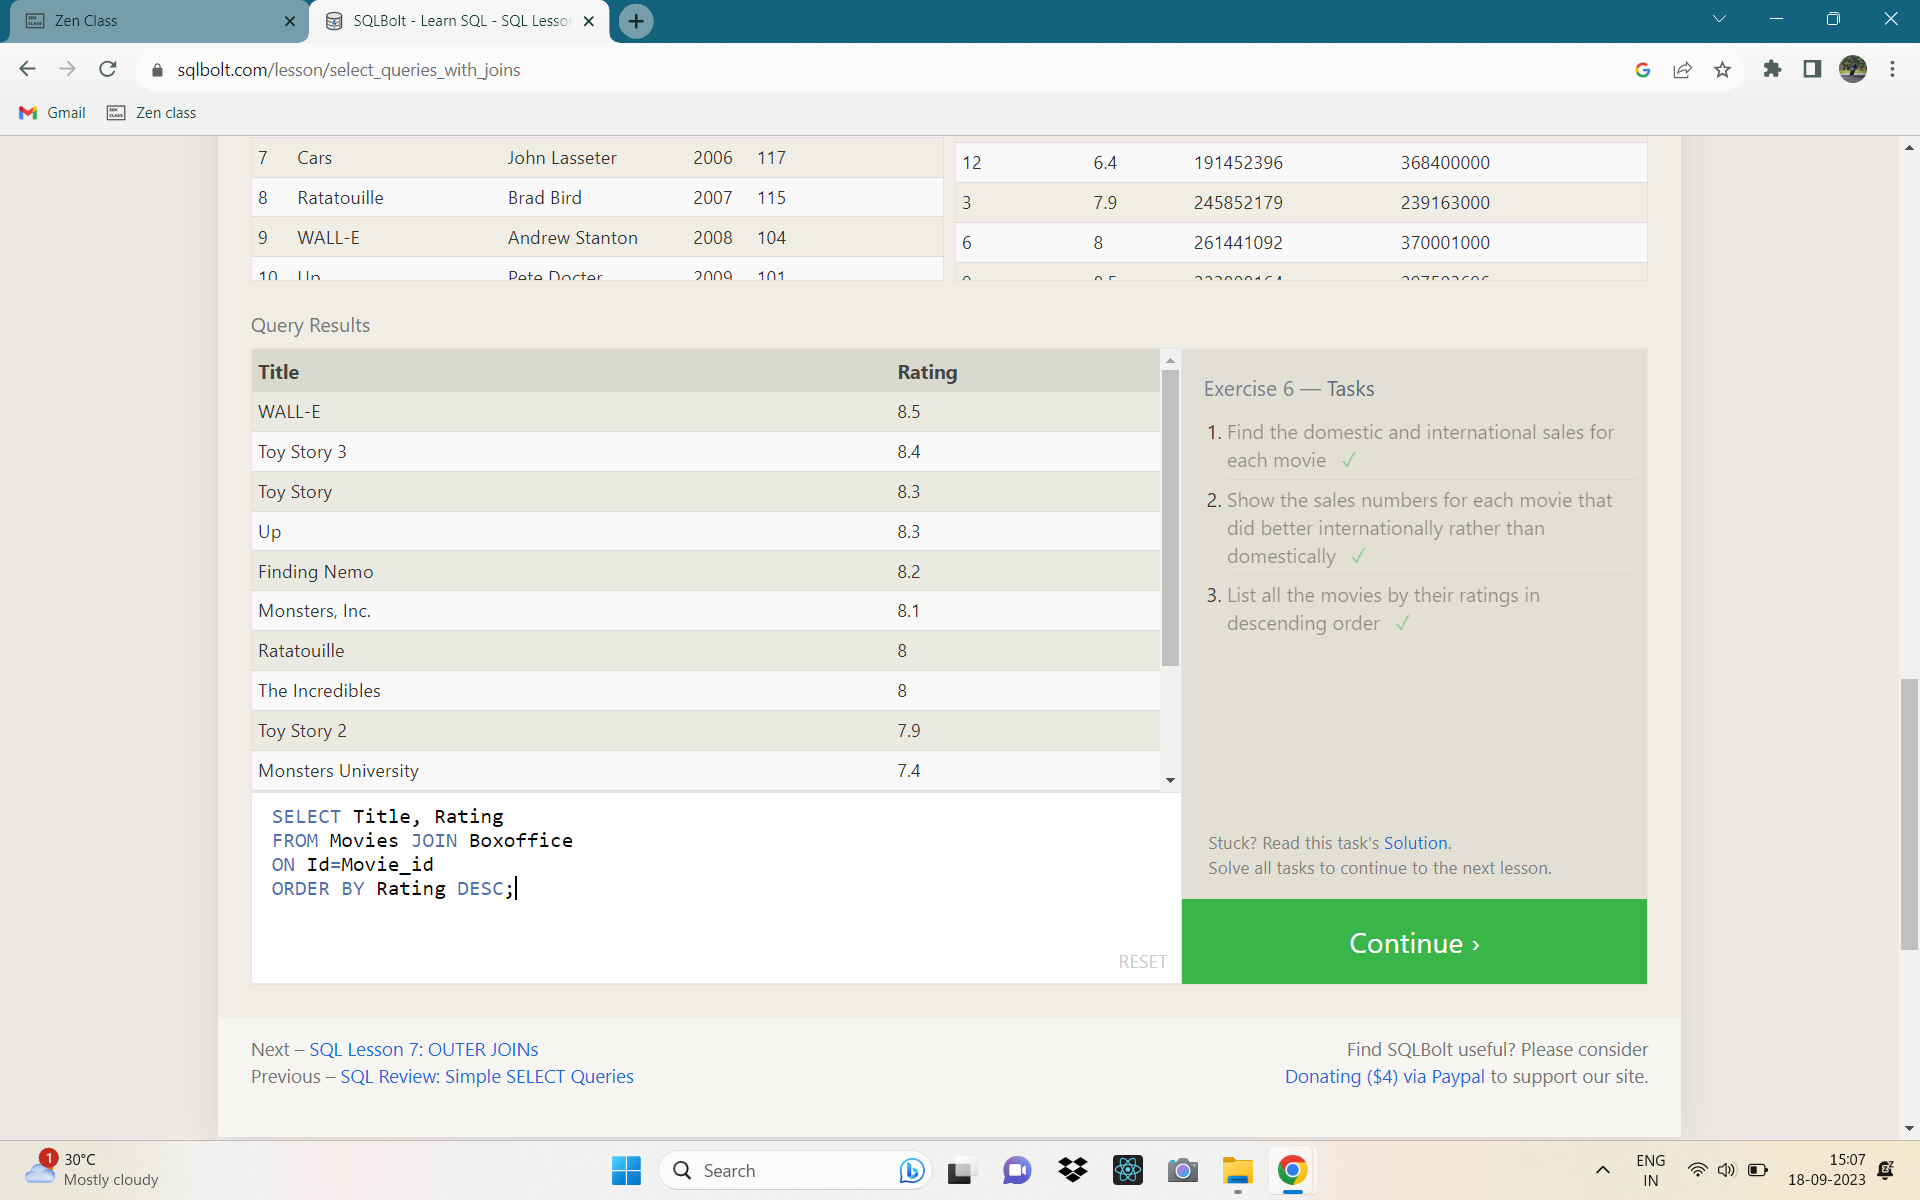 Zen Class
SQLBolt - Learn SQL - SQL Lesson
sqlbolt.com/lesson/select_queries_with_joins
Gmail Zen class
7 Cars John Lasseter 2006 117
8 Ratatouille Brad Bird 2007 115
9 WALL-E Andrew Stanton 2008 104
10 Up Pete Docter 2009 101
12 6.4 191452396 368400000
3 7.9 245852179 239163000
6 8 261441092 370001000
Query Results
Title Rating
WALL-E 8.5
Toy Story 3 8.4
Toy Story 8.3
Up 8.3
Finding Nemo 8.2
Monsters, Inc. 8.1
Ratatouille 8
The Incredibles 8
Toy Story 2 7.9
Monsters University 7.4
Exercise 6 — Tasks
1. Find the domestic and international sales for
each movie ✓
2. Show the sales numbers for each movie that
did better internationally rather than
domestically ✓
3. List all the movies by their ratings in
descending order ✓
SELECT Title, Rating
FROM Movies JOIN Boxoffice
ON Id=Movie_id
ORDER BY Rating DESC;
RESET
Stuck? Read this task's Solution.
Solve all tasks to continue to the next lesson.
Continue ›
Next – SQL Lesson 7: OUTER JOINs
Previous – SQL Review: Simple SELECT Queries
Find SQLBolt useful? Please consider
Donating ($4) via Paypal to support our site.
1
30°C
Mostly cloudy
Search
ENG
IN
15:07
18-09-2023